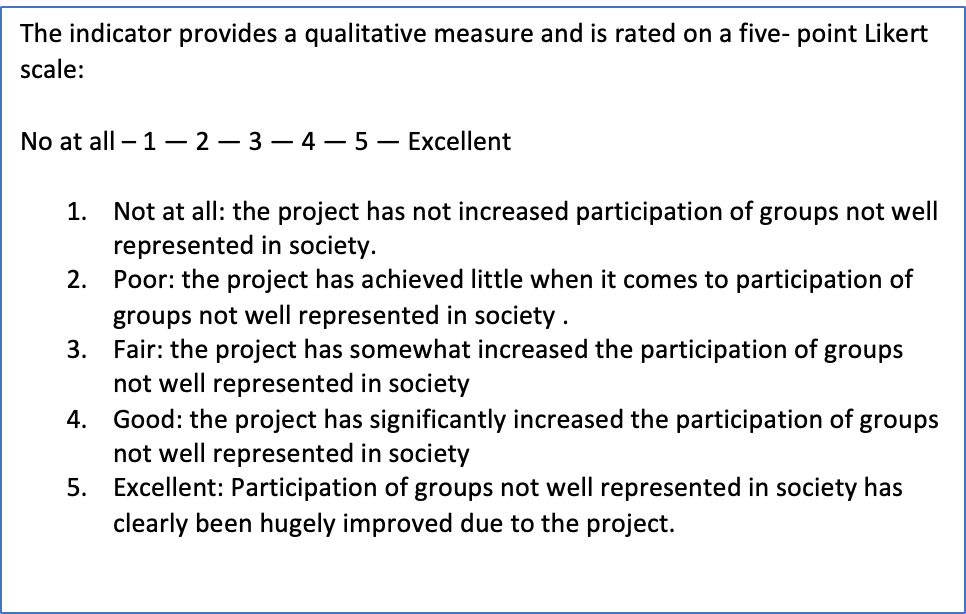 The indicator provides a qualitative measure and is rated on a five- point Likert
scale:
No at all – 1 — 2 — 3 — 4 — 5 — Excellent
1. Not at all: the project has not increased participation of groups not well
represented in society.
2. Poor: the project has achieved little when it comes to participation of
groups not well represented in society .
3. Fair: the project has somewhat increased the participation of groups
not well represented in society
4. Good: the project has significantly increased the participation of groups
not well represented in society
5. Excellent: Participation of groups not well represented in society has
clearly been hugely improved due to the project.